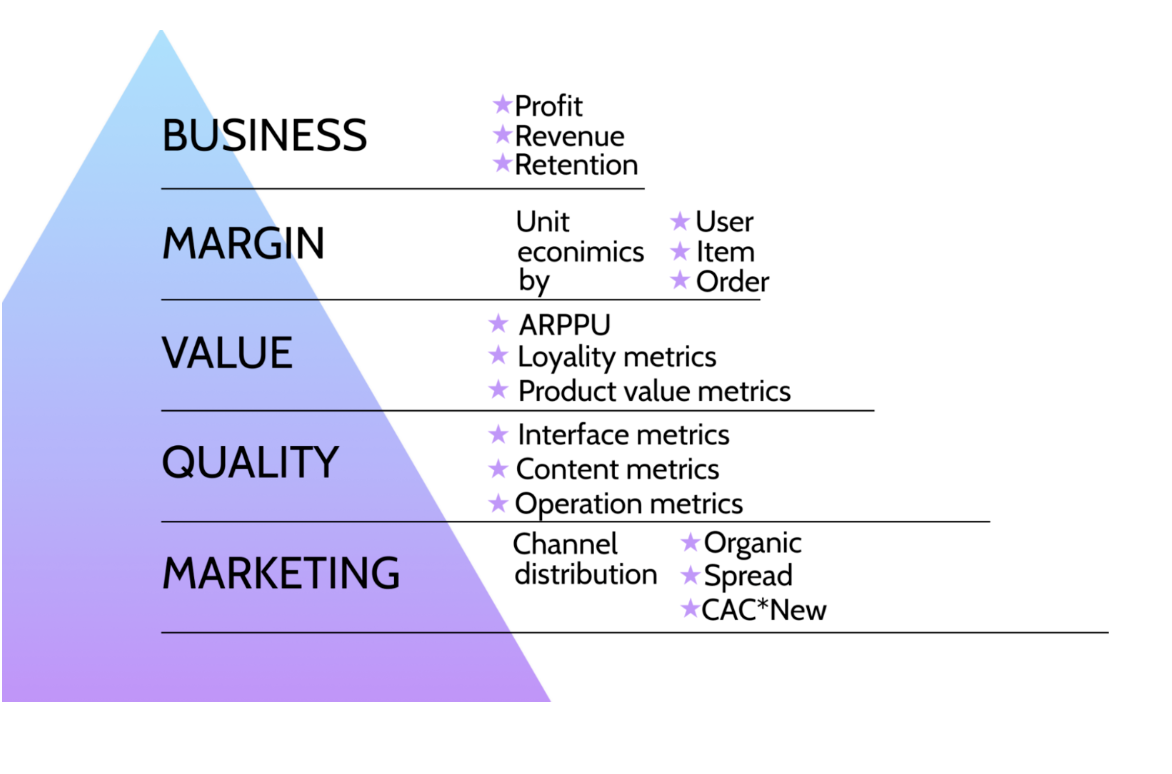 BUSINESS
★Profit
★Revenue
★Retention
MARGIN
Unit
econimics
by
★ User
★ Item
★ Order
VALUE
★ ARPPU
★ Loyality metrics
★ Product value metrics
QUALITY
★ Interface metrics
★ Content metrics
★ Operation metrics
MARKETING
Channel
distribution
★Organic
★Spread
★CAC*New